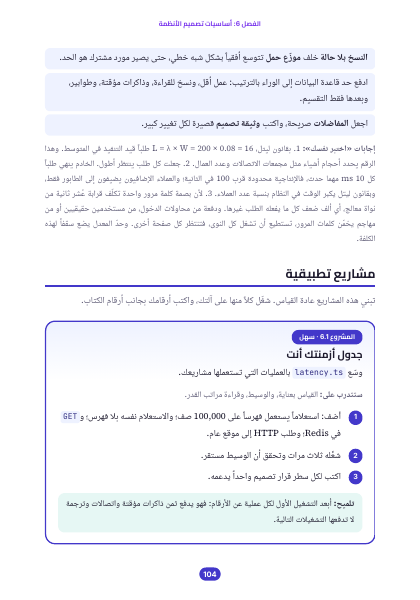 الفصل 6: أساسيات تصميم الأنظمة
النسخ بلا حالة خلف موزّع حمل تتوسع أفقياً بشكل شبه خطي، حتى يصير مورد مشترك هو الحد.
ادفع حد قاعدة البيانات إلى الوراء بالترتيب: عمل أقل، ونسخ للقراءة، وذاكرات مؤقتة، وطوابير،
وبعدها فقط التقسيم.
اجعل المفاضلات صريحة، واكتب وثيقة تصميم قصيرة لكل تغيير كبير.
إجابات «اختبر نفسك»: 1. بقانون ليتل، L = λ × W = 200 × 0.08 = 16 طلباً قيد التنفيذ في المتوسط. وهذا
الرقم يحدد أحجام أشياء مثل مجمعات الاتصالات وعدد العمال. 2. جعلت كل طلب ينتظر أطول. الخادم ينهي طلباً
كل 10 ms مهما حدث، فالإنتاجية محدودة قرب 100 في الثانية؛ والعملاء الإضافيون يضيفون إلى الطابور فقط،
وبقانون ليتل يكبر الوقت في النظام بنسبة عدد العملاء. 3. لأن بصمة كلمة مرور واحدة تكلّف قرابة عُشر ثانية من
نواة معالج، أي ألف ضعف كل ما يفعله الطلب غيرها. ودفعة من محاولات الدخول، من مستخدمين حقيقيين أو من
مهاجم يخمّن كلمات المرور، تستطيع أن تشغل كل النوى، فتنتظر كل صفحة أخرى. وحدّ المعدل يضع سقفاً لهذه
الكلفة.
مشاريع تطبيقية
تبني هذه المشاريع عادة القياس. شغّل كلاً منها على آلتك، واكتب أرقامك بجانب أرقام الكتاب.
المشروع 6.1 · سهل
جدول أزمنتك أنت
وسّع latency.ts بالعمليات التي تستعملها مشاريعك.
ستتدرب على: القياس بعناية، والوسيط، وقراءة مراتب القدر.
1 أضف: استعلاماً يستعمل فهرساً على 100,000 صف؛ والاستعلام نفسه بلا فهرس؛ و GET
في Redis؛ وطلب HTTP إلى موقع عام.
2 شغّله ثلاث مرات وتحقق أن الوسيط مستقر.
3 اكتب لكل سطر قرار تصميم واحداً يدعمه.
تلميح: أبعد التشغيل الأول لكل عملية عن الأرقام: فهو يدفع ثمن ذاكرات مؤقتة واتصالات وترجمة
لا تدفعها التشغيلات التالية.
104